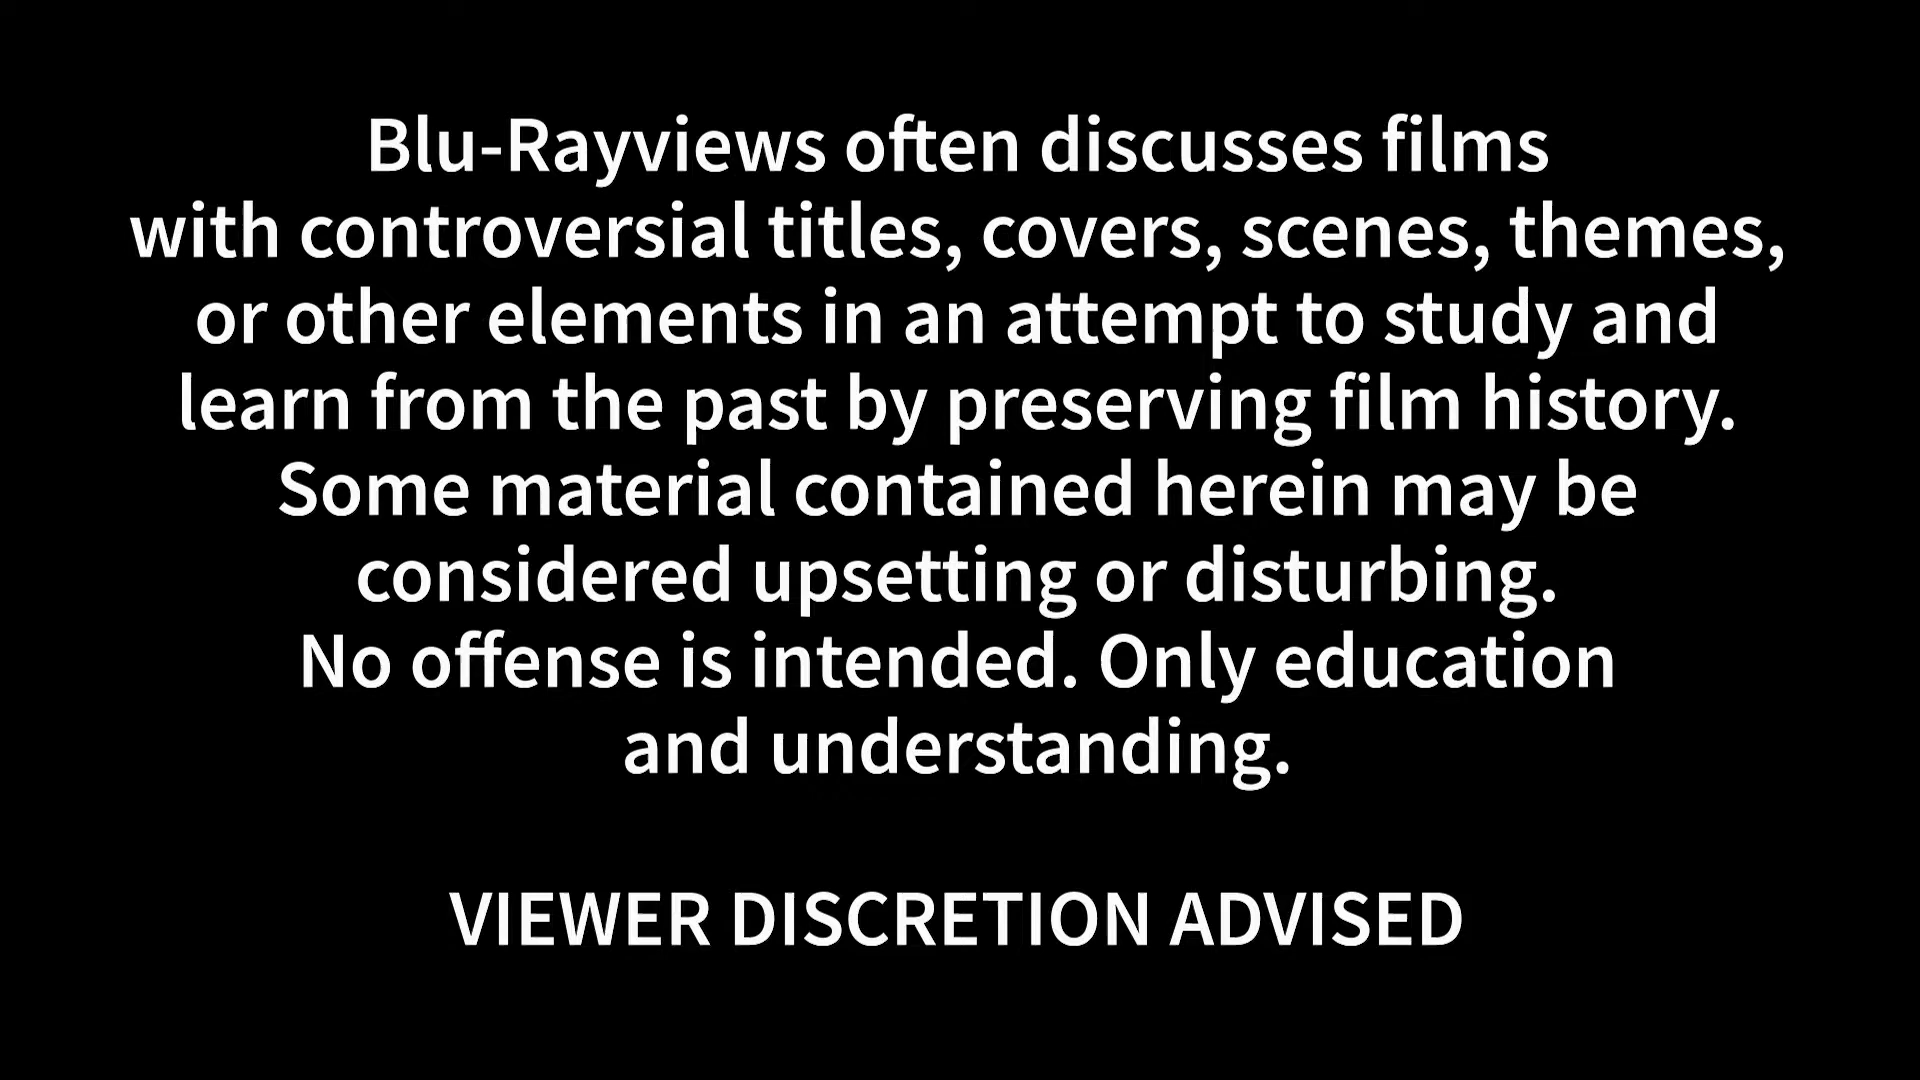 Blu-Rayviews often discusses films
with controversial titles, covers, scenes, themes,
or other elements in an attempt to study and
learn from the past by preserving film history.
Some material contained herein may be
considered upsetting or disturbing.
No offense is intended. Only education
and understanding.
VIEWER DISCRETION ADVISED